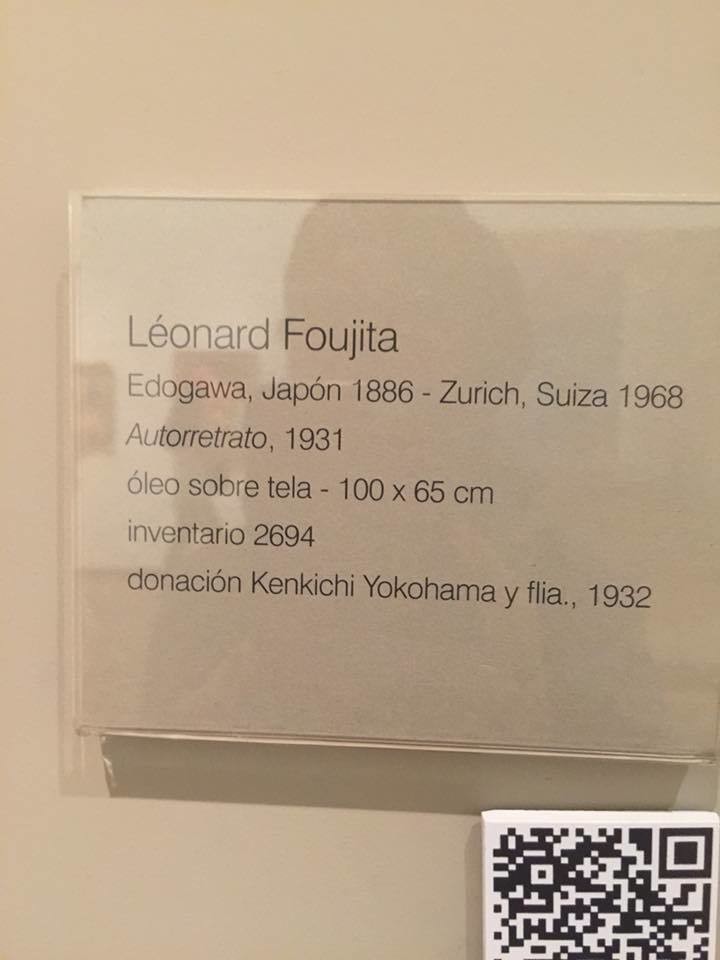 Léonard Foujita
Edogawa, Japón 1886 - Zurich, Suiza 1968
Autorretrato, 1931
óleo sobre tela - 100 x 65 cm
inventario 2694
donación Kenkichi Yokohama y flia., 1932